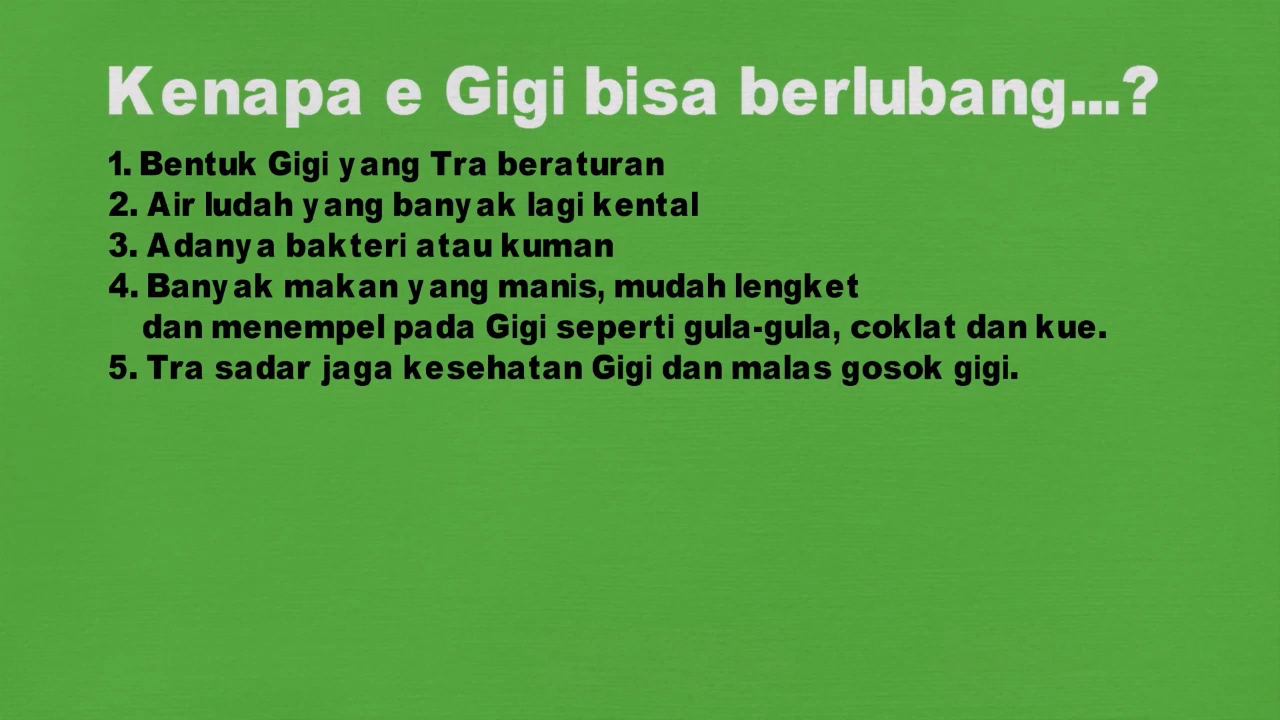 Kenapa e Gigi bisa berlubang...?
1. Bentuk Gigi yang Tra beraturan
2. Air ludah yang banyak lagi kental
3. Adanya bakteri atau kuman
4. Banyak makan yang manis, mudah lengket
dan menempel pada Gigi seperti gula-gula, coklat dan kue.
5. Tra sadar jaga kesehatan Gigi dan malas gosok gigi.